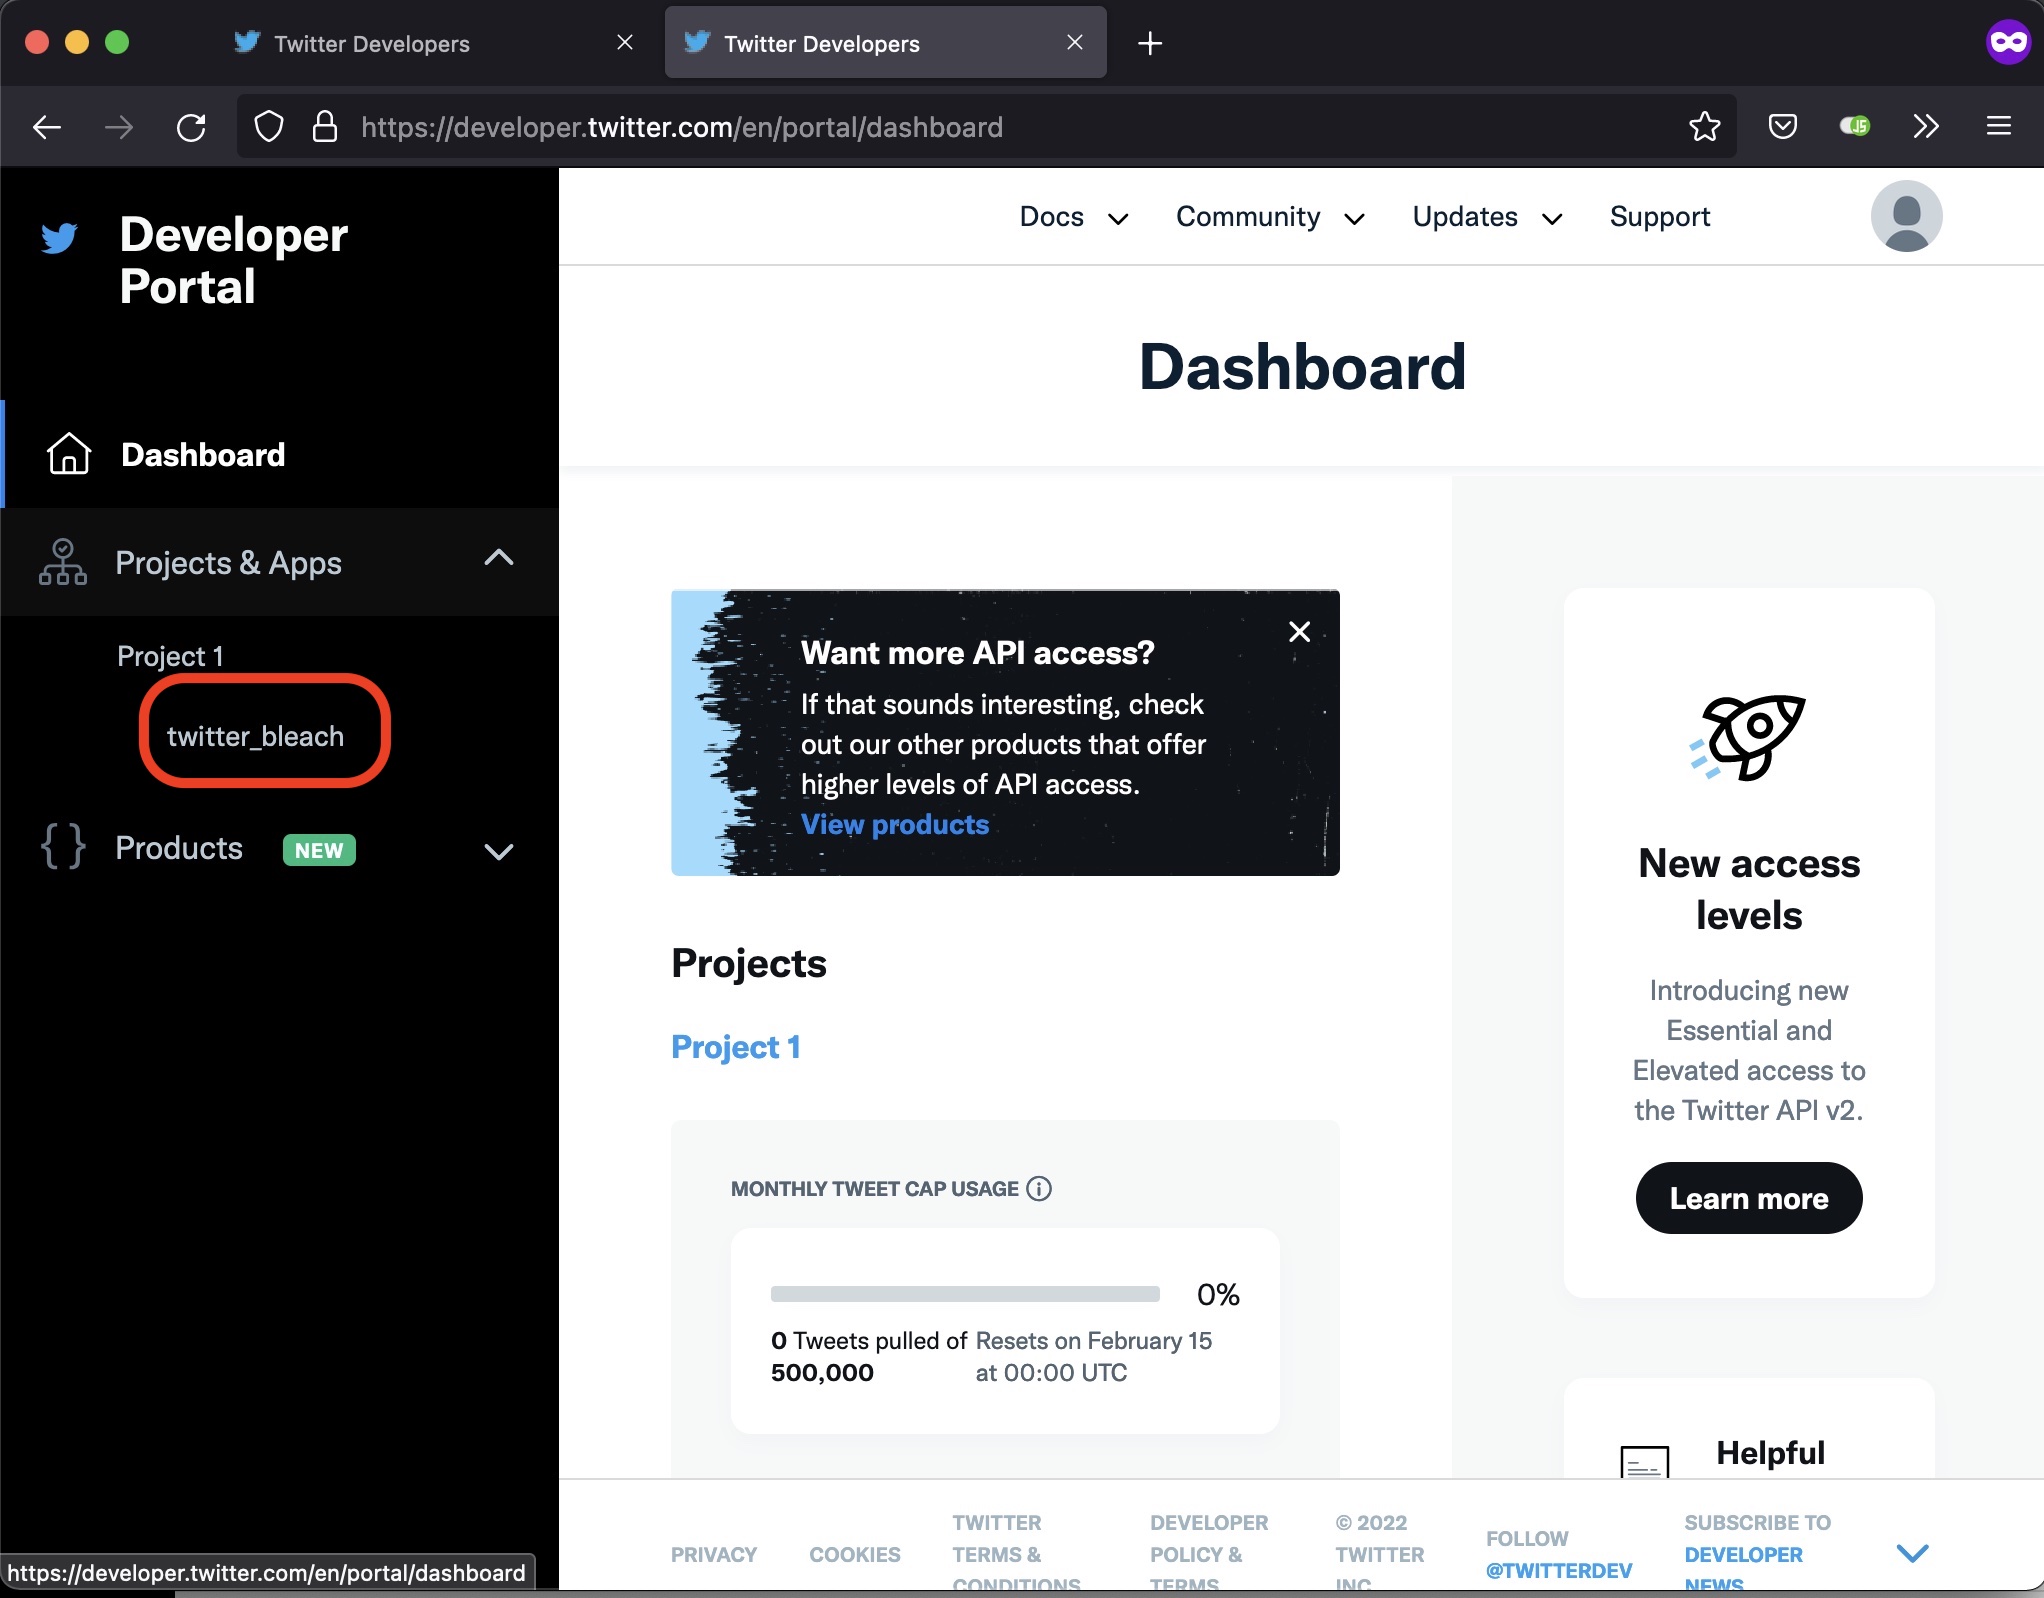 Twitter Developers
Twitter Developers
https://developer.twitter.com/en/portal/dashboard
JS
Developer
Portal
Docs
Community
Updates
Support
Dashboard
Dashboard
Projects & Apps
Project 1
twitter_bleach
Products
NEW
Want more API access?
If that sounds interesting, check
out our other products that offer
higher levels of API access.
View products
Projects
Project 1
MONTHLY TWEET CAP USAGE
0%
0 Tweets pulled of
500,000
Resets on February 15
at 00:00 UTC
New access
levels
Introducing new
Essential and
Elevated access to
the Twitter API v2.
Learn more
Helpful
PRIVACY
COOKIES
TWITTER
TERMS &
CONDITIONS
DEVELOPER
POLICY &
TERMS
© 2022
TWITTER
INC.
FOLLOW
@TWITTERDEV
SUBSCRIBE TO
DEVELOPER
NEWS
https://developer.twitter.com/en/portal/dashboard